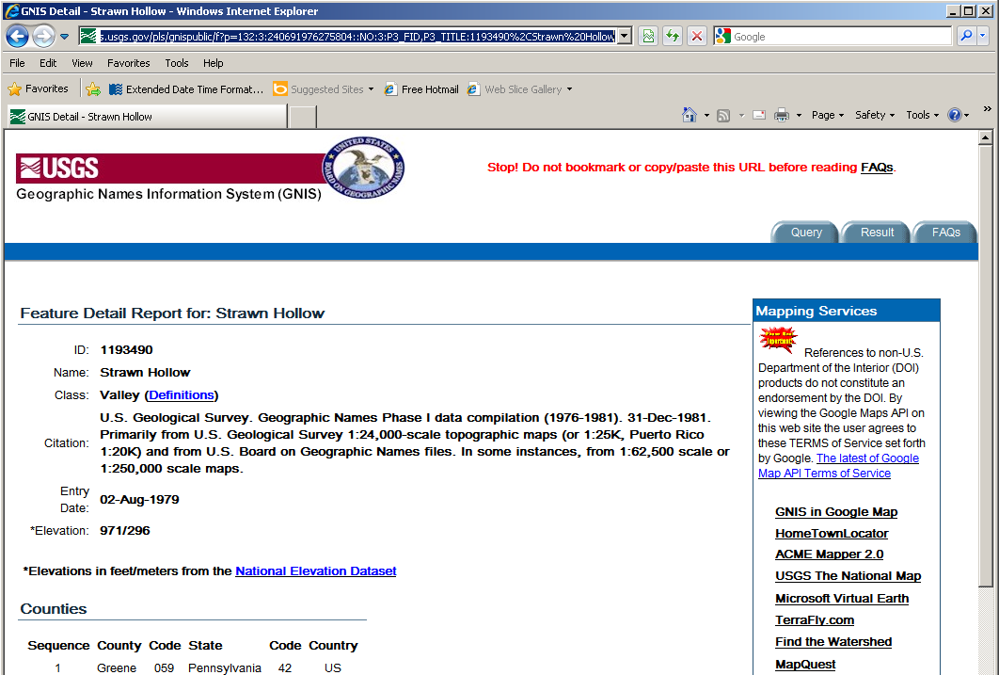 GNIS Detail - Strawn Hollow - Windows Internet Explorer
s.usgs.gov/pls/gnispublic/f?p=132:3:240691976275804::NO:3:P3_FID,P3_TITLE:1193490%2CStrawn%20Hollow
Google
File Edit View Favorites Tools Help
Favorites Extended Date Time Format... Suggested Sites Free Hotmail Web Slice Gallery
GNIS Detail - Strawn Hollow
Page Safety Tools »
USGS
UNITED STATES BOARD ON GEOGRAPHIC NAMES
Geographic Names Information System (GNIS)
Stop! Do not bookmark or copy/paste this URL before reading FAQs.
Query Result FAQs
Feature Detail Report for: Strawn Hollow
ID: 1193490
Name: Strawn Hollow
Class: Valley (Definitions)
Citation: U.S. Geological Survey. Geographic Names Phase I data compilation (1976-1981). 31-Dec-1981.
Primarily from U.S. Geological Survey 1:24,000-scale topographic maps (or 1:25K, Puerto Rico
1:20K) and from U.S. Board on Geographic Names files. In some instances, from 1:62,500 scale or
1:250,000 scale maps.
Entry
Date: 02-Aug-1979
*Elevation: 971/296
*Elevations in feet/meters from the National Elevation Dataset
Counties
Sequence County Code State Code Country
1 Greene 059 Pennsylvania 42 US
Mapping Services
References to non-U.S.
Department of the Interior (DOI)
products do not constitute an
endorsement by the DOI. By
viewing the Google Maps API on
this web site the user agrees to
these TERMS of Service set forth
by Google. The latest of Google
Map API Terms of Service
GNIS in Google Map
HomeTownLocator
ACME Mapper 2.0
USGS The National Map
Microsoft Virtual Earth
TerraFly.com
Find the Watershed
MapQuest